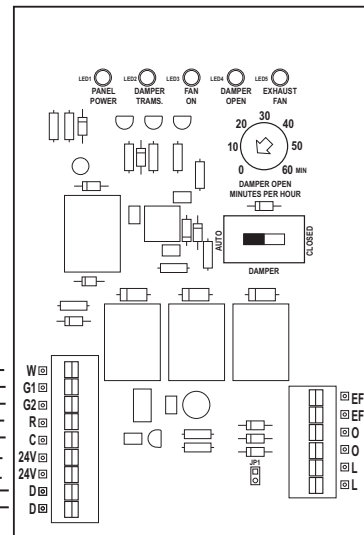 LED1 LED2 LED3 LED4 LED5
PANEL POWER
DAMPER TRAMS.
FAN ON
DAMPER OPEN
EXHAUST FAN
0 10 20 30 40 50 60 MIN
DAMPER OPEN
MINUTES PER HOUR
AUTO
CLOSED
DAMPER
W
G1
G2
R
C
24V
24V
D
D
JP1
EF
EF
O
O
L
L